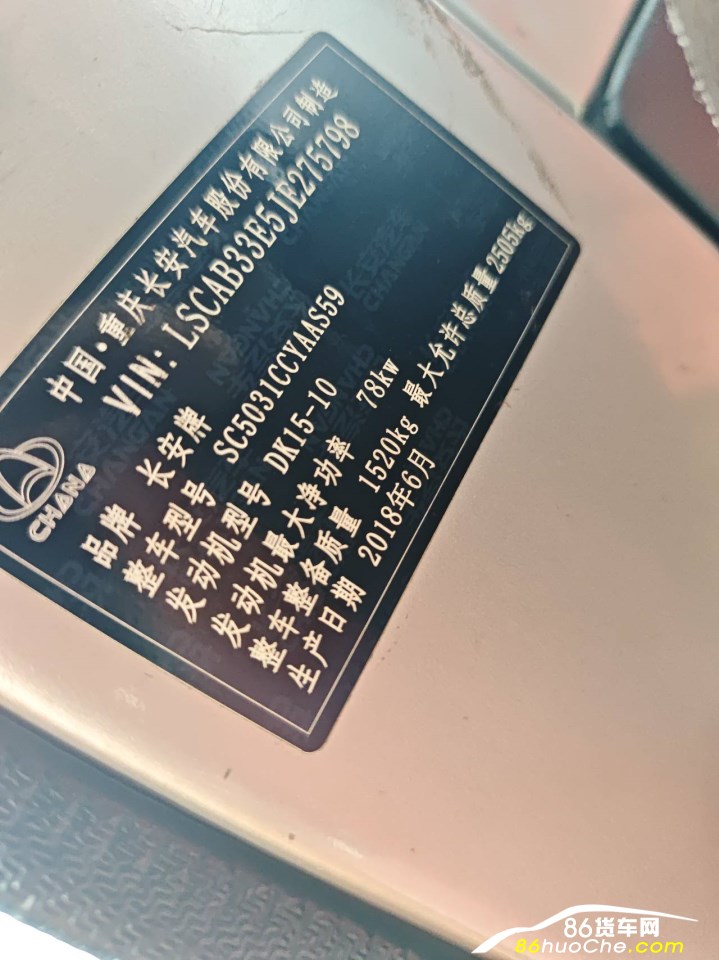 中国·重庆长安汽车股份有限公司制造
VIN: LSCAB33E5JE275798
CHANA
品牌 长安牌
整车型号 SC5031CCYAAS59
发动机型号 DK15-10
发动机最大净功率 78kw
整车整备质量 1520kg 最大允许总质量 2505kg
生产日期 2018年6月
86货车网
86huoChe.com